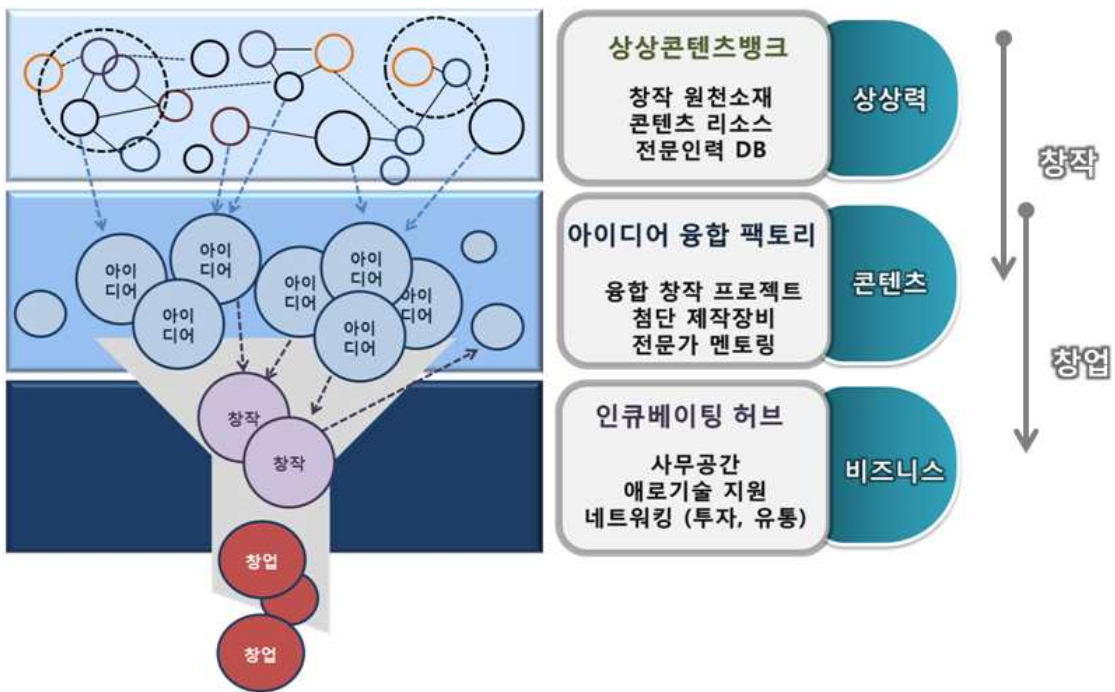 상상콘텐츠뱅크
창작 원천소재
콘텐츠 리소스
전문인력 DB
상상력
창작
아이
디어
아이
디어
아이
디어
아이
디어
아이
디어
아이
디어
아이
디어
아이디어 융합 팩토리
융합 창작 프로젝트
첨단 제작장비
전문가 멘토링
콘텐츠
창업
창작
창작
인큐베이팅 허브
사무공간
애로기술 지원
네트워킹 (투자, 유통)
비즈니스
창업
창업